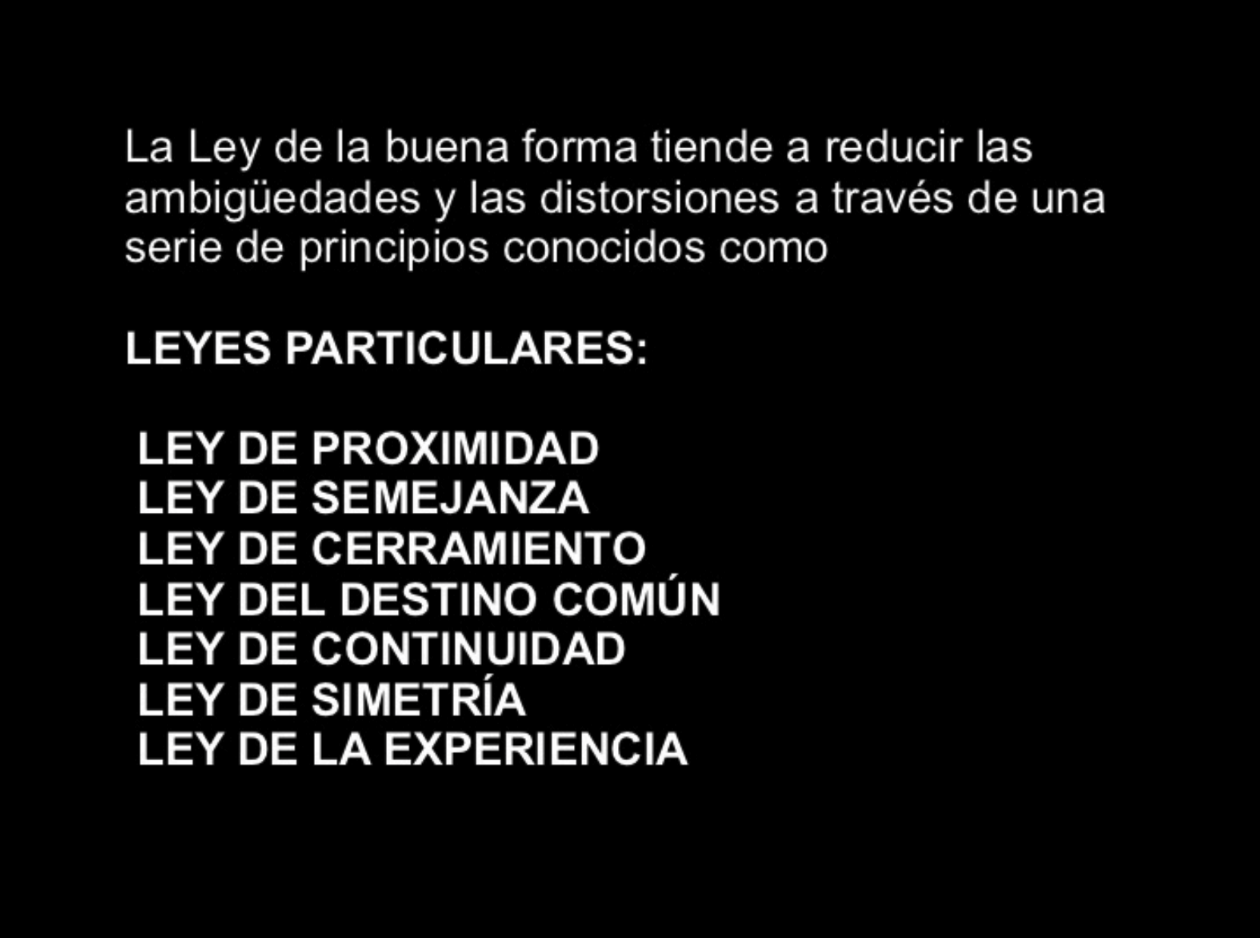 La Ley de la buena forma tiende a reducir las
ambigüedades y las distorsiones a través de una
serie de principios conocidos como
LEYES PARTICULARES:
LEY DE PROXIMIDAD
LEY DE SEMEJANZA
LEY DE CERRAMIENTO
LEY DEL DESTINO COMÚN
LEY DE CONTINUIDAD
LEY DE SIMETRÍA
LEY DE LA EXPERIENCIA